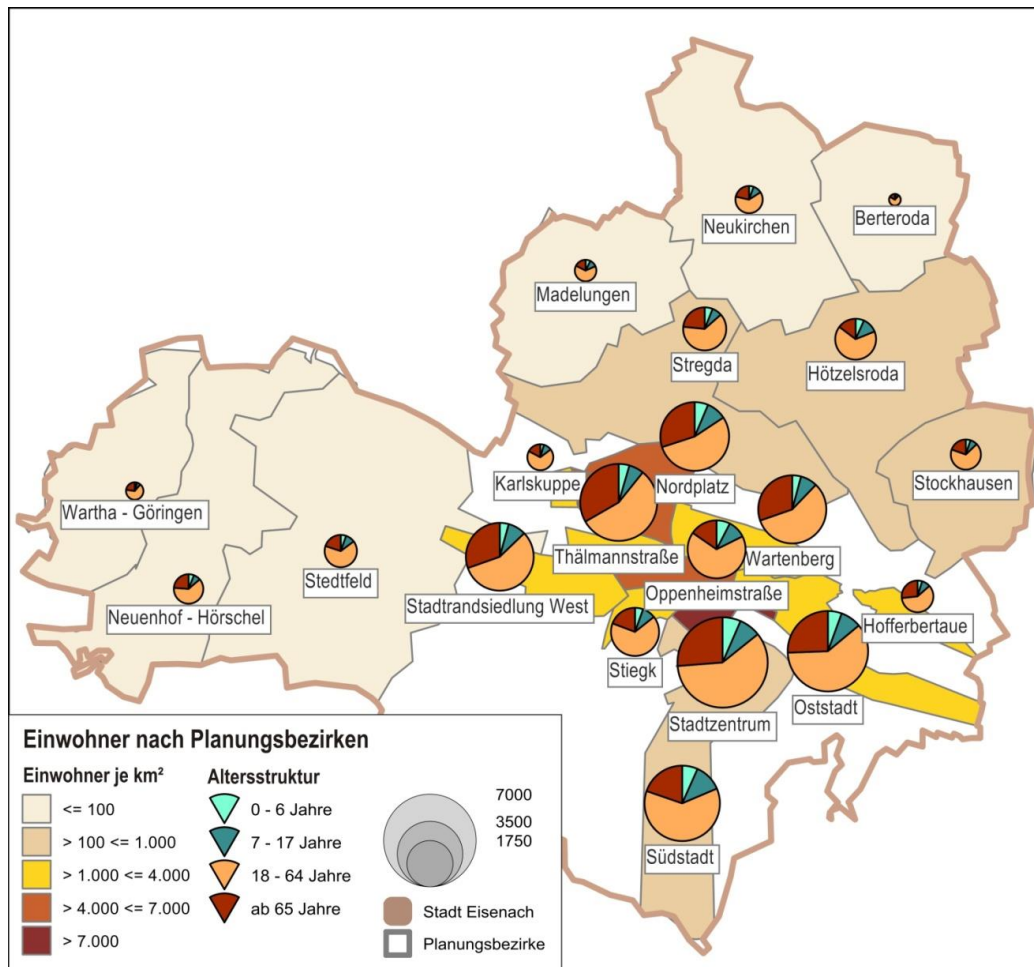 Neukirchen
Berteroda
Madelungen
Stregda
Hötzelsroda
Karlskuppe
Nordplatz
Stockhausen
Wartha - Göringen
Thälmannstraße
Wartenberg
Stedtfeld
Neuenhof - Hörschel
Stadtrandsiedlung West
Oppenheimstraße
Hofferbertaue
Stiegk
Stadtzentrum
Oststadt
Südstadt
Einwohner nach Planungsbezirken
Einwohner je km²
<= 100
> 100 <= 1.000
> 1.000 <= 4.000
> 4.000 <= 7.000
> 7.000
Altersstruktur
0 - 6 Jahre
7 - 17 Jahre
18 - 64 Jahre
ab 65 Jahre
7000
3500
1750
Stadt Eisenach
Planungsbezirke